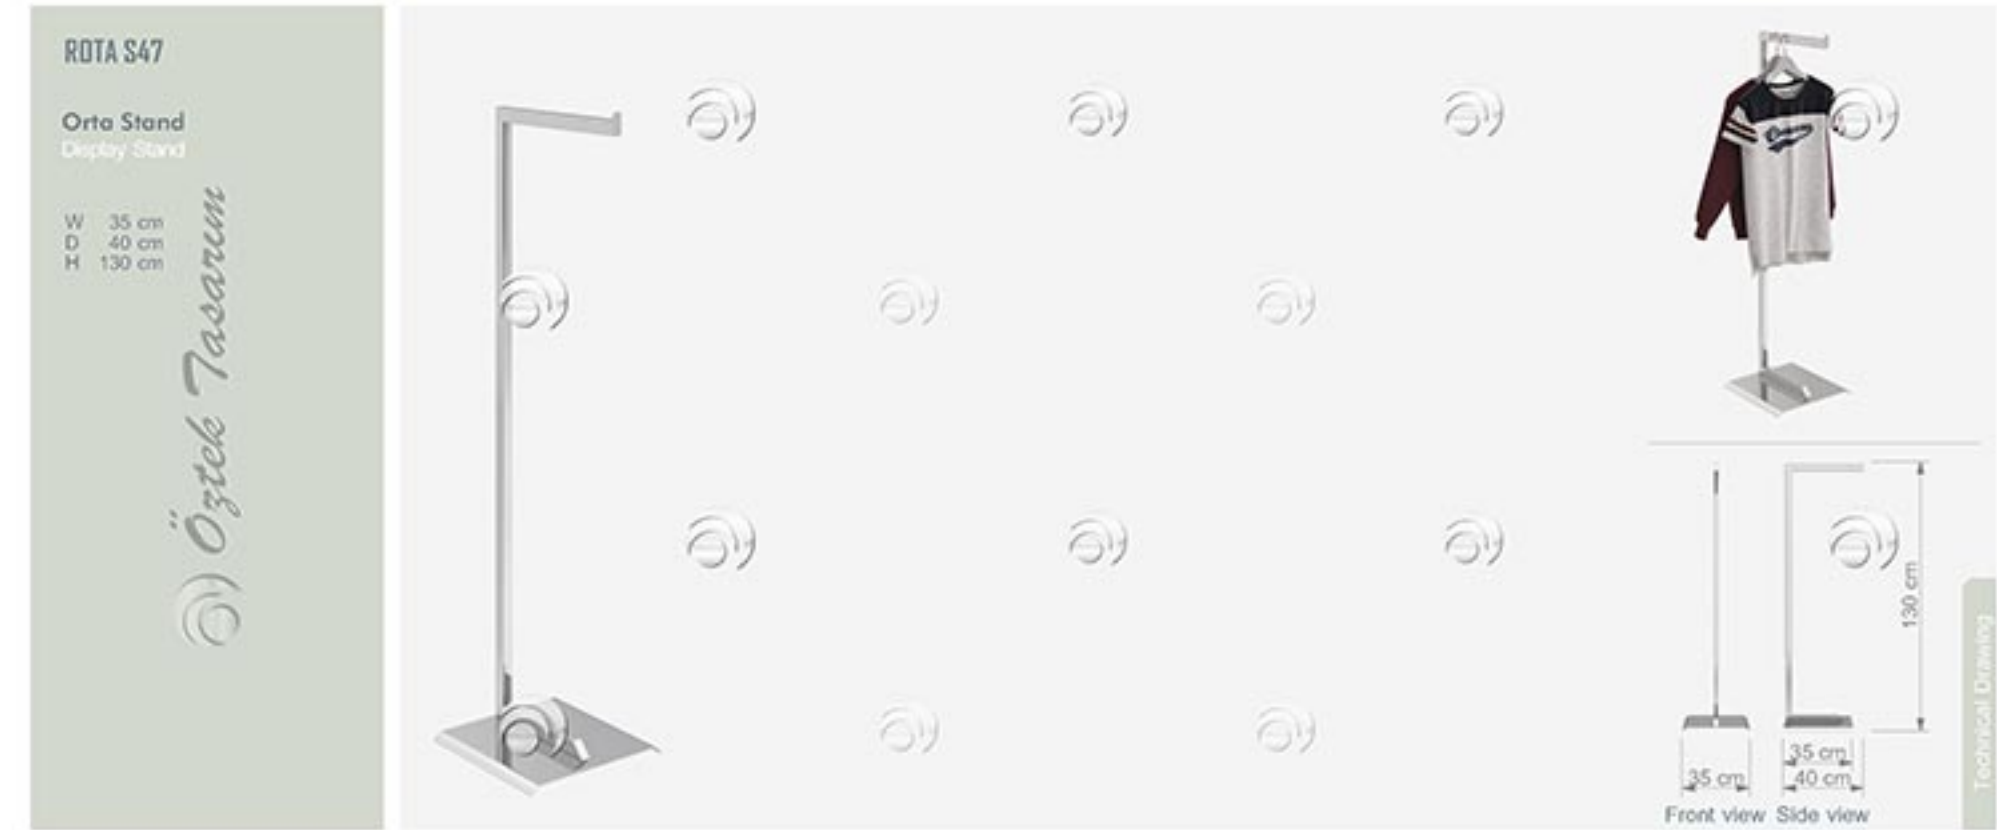 ROTA S47
Orta Stand
Display Stand
W 35 cm
D 40 cm
H 130 cm
Öztek Tasarım
130 cm
35 cm
35 cm
40 cm
Front view Side view
Technical Drawing